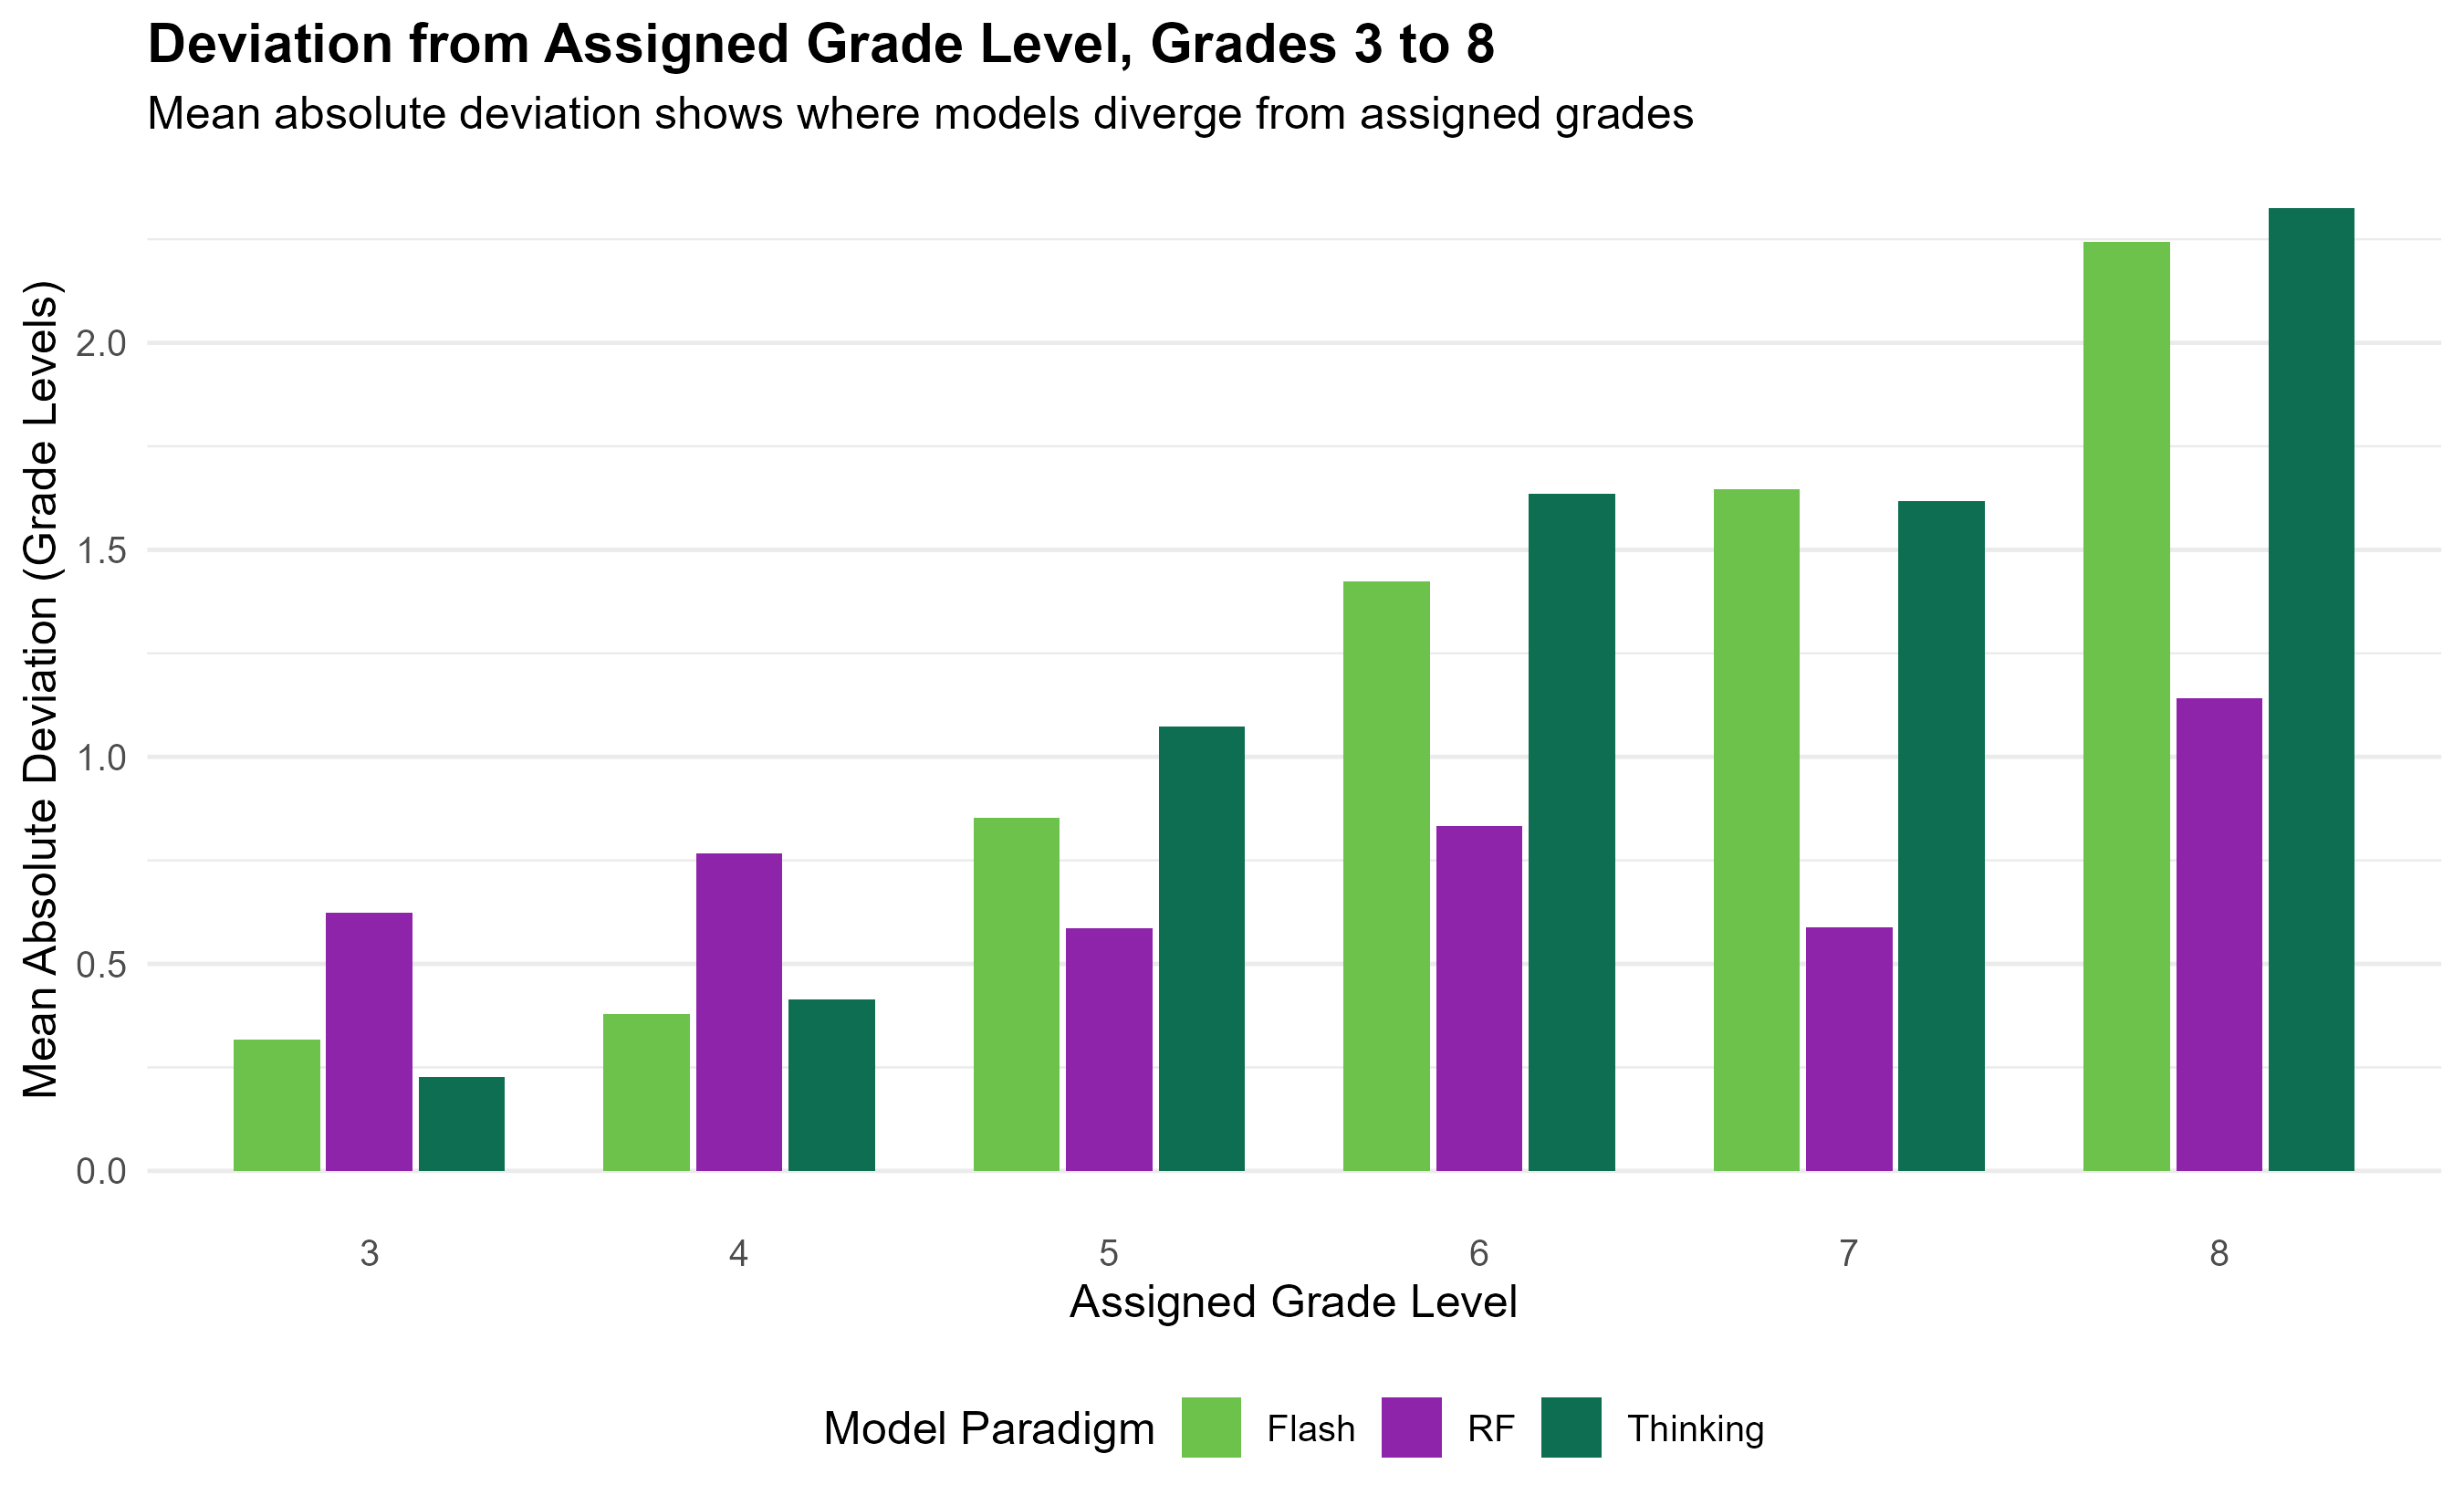 Deviation from Assigned Grade Level, Grades 3 to 8
Mean absolute deviation shows where models diverge from assigned grades
Mean Absolute Deviation (Grade Levels)
2.0
1.5
1.0
0.5
0.0
3 4 5 6 7 8
Assigned Grade Level
Model Paradigm Flash RF Thinking